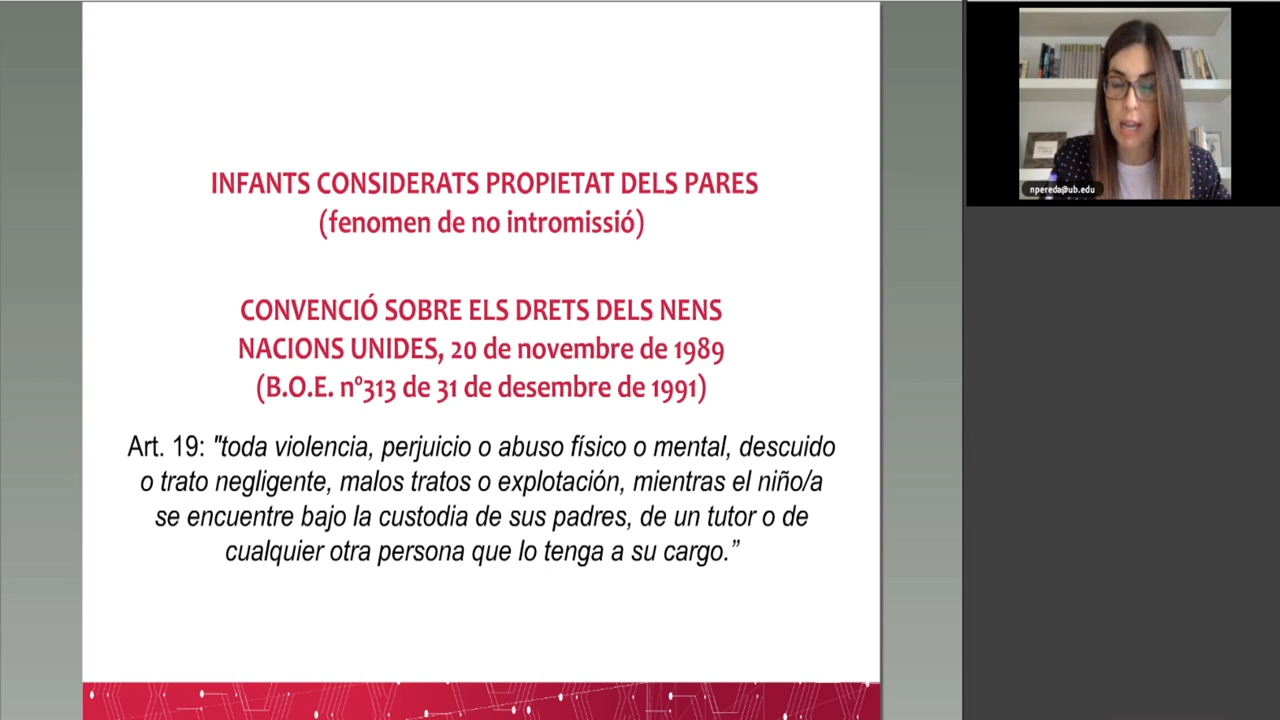 INFANTS CONSIDERATS PROPIETAT DELS PARES
(fenomen de no intromissió)
CONVENCIÓ SOBRE ELS DRETS DELS NENS
NACIONS UNIDES, 20 de novembre de 1989
(B.O.E. nº313 de 31 de desembre de 1991)
Art. 19: "toda violencia, perjuicio o abuso físico o mental, descuido
o trato negligente, malos tratos o explotación, mientras el niño/a
se encuentre bajo la custodia de sus padres, de un tutor o de
cualquier otra persona que lo tenga a su cargo.”
npereda@ub.edu